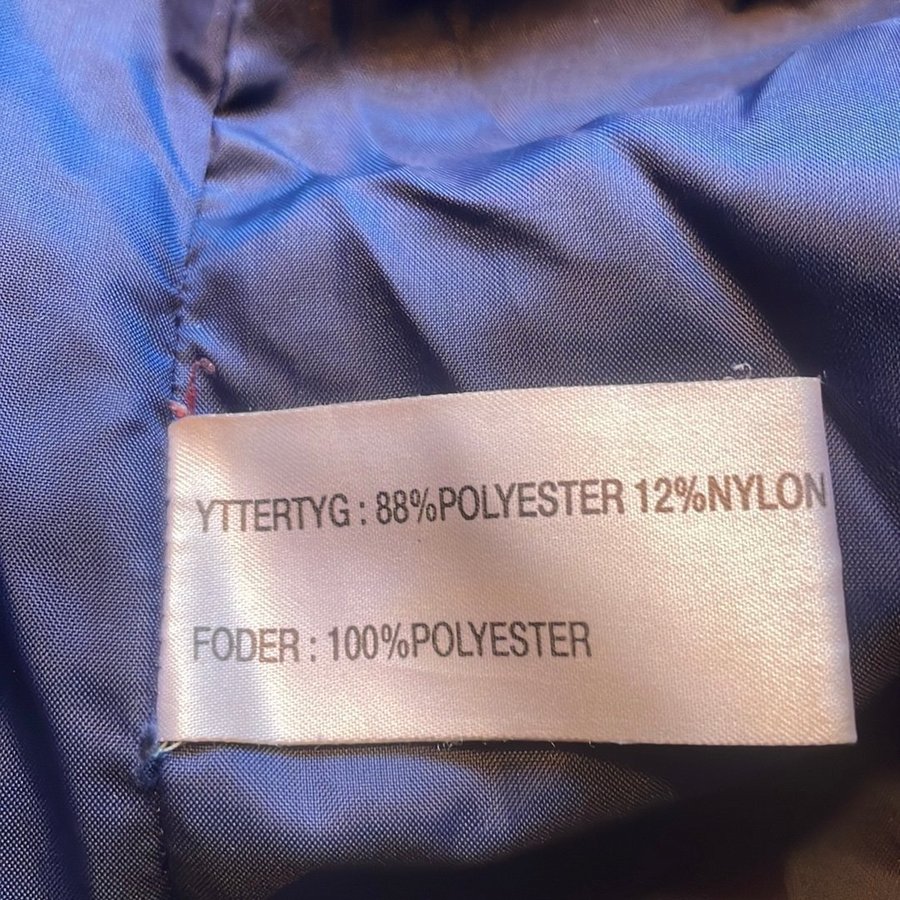 YTTERTYG : 88%POLYESTER 12%NYLON
FODER : 100%POLYESTER